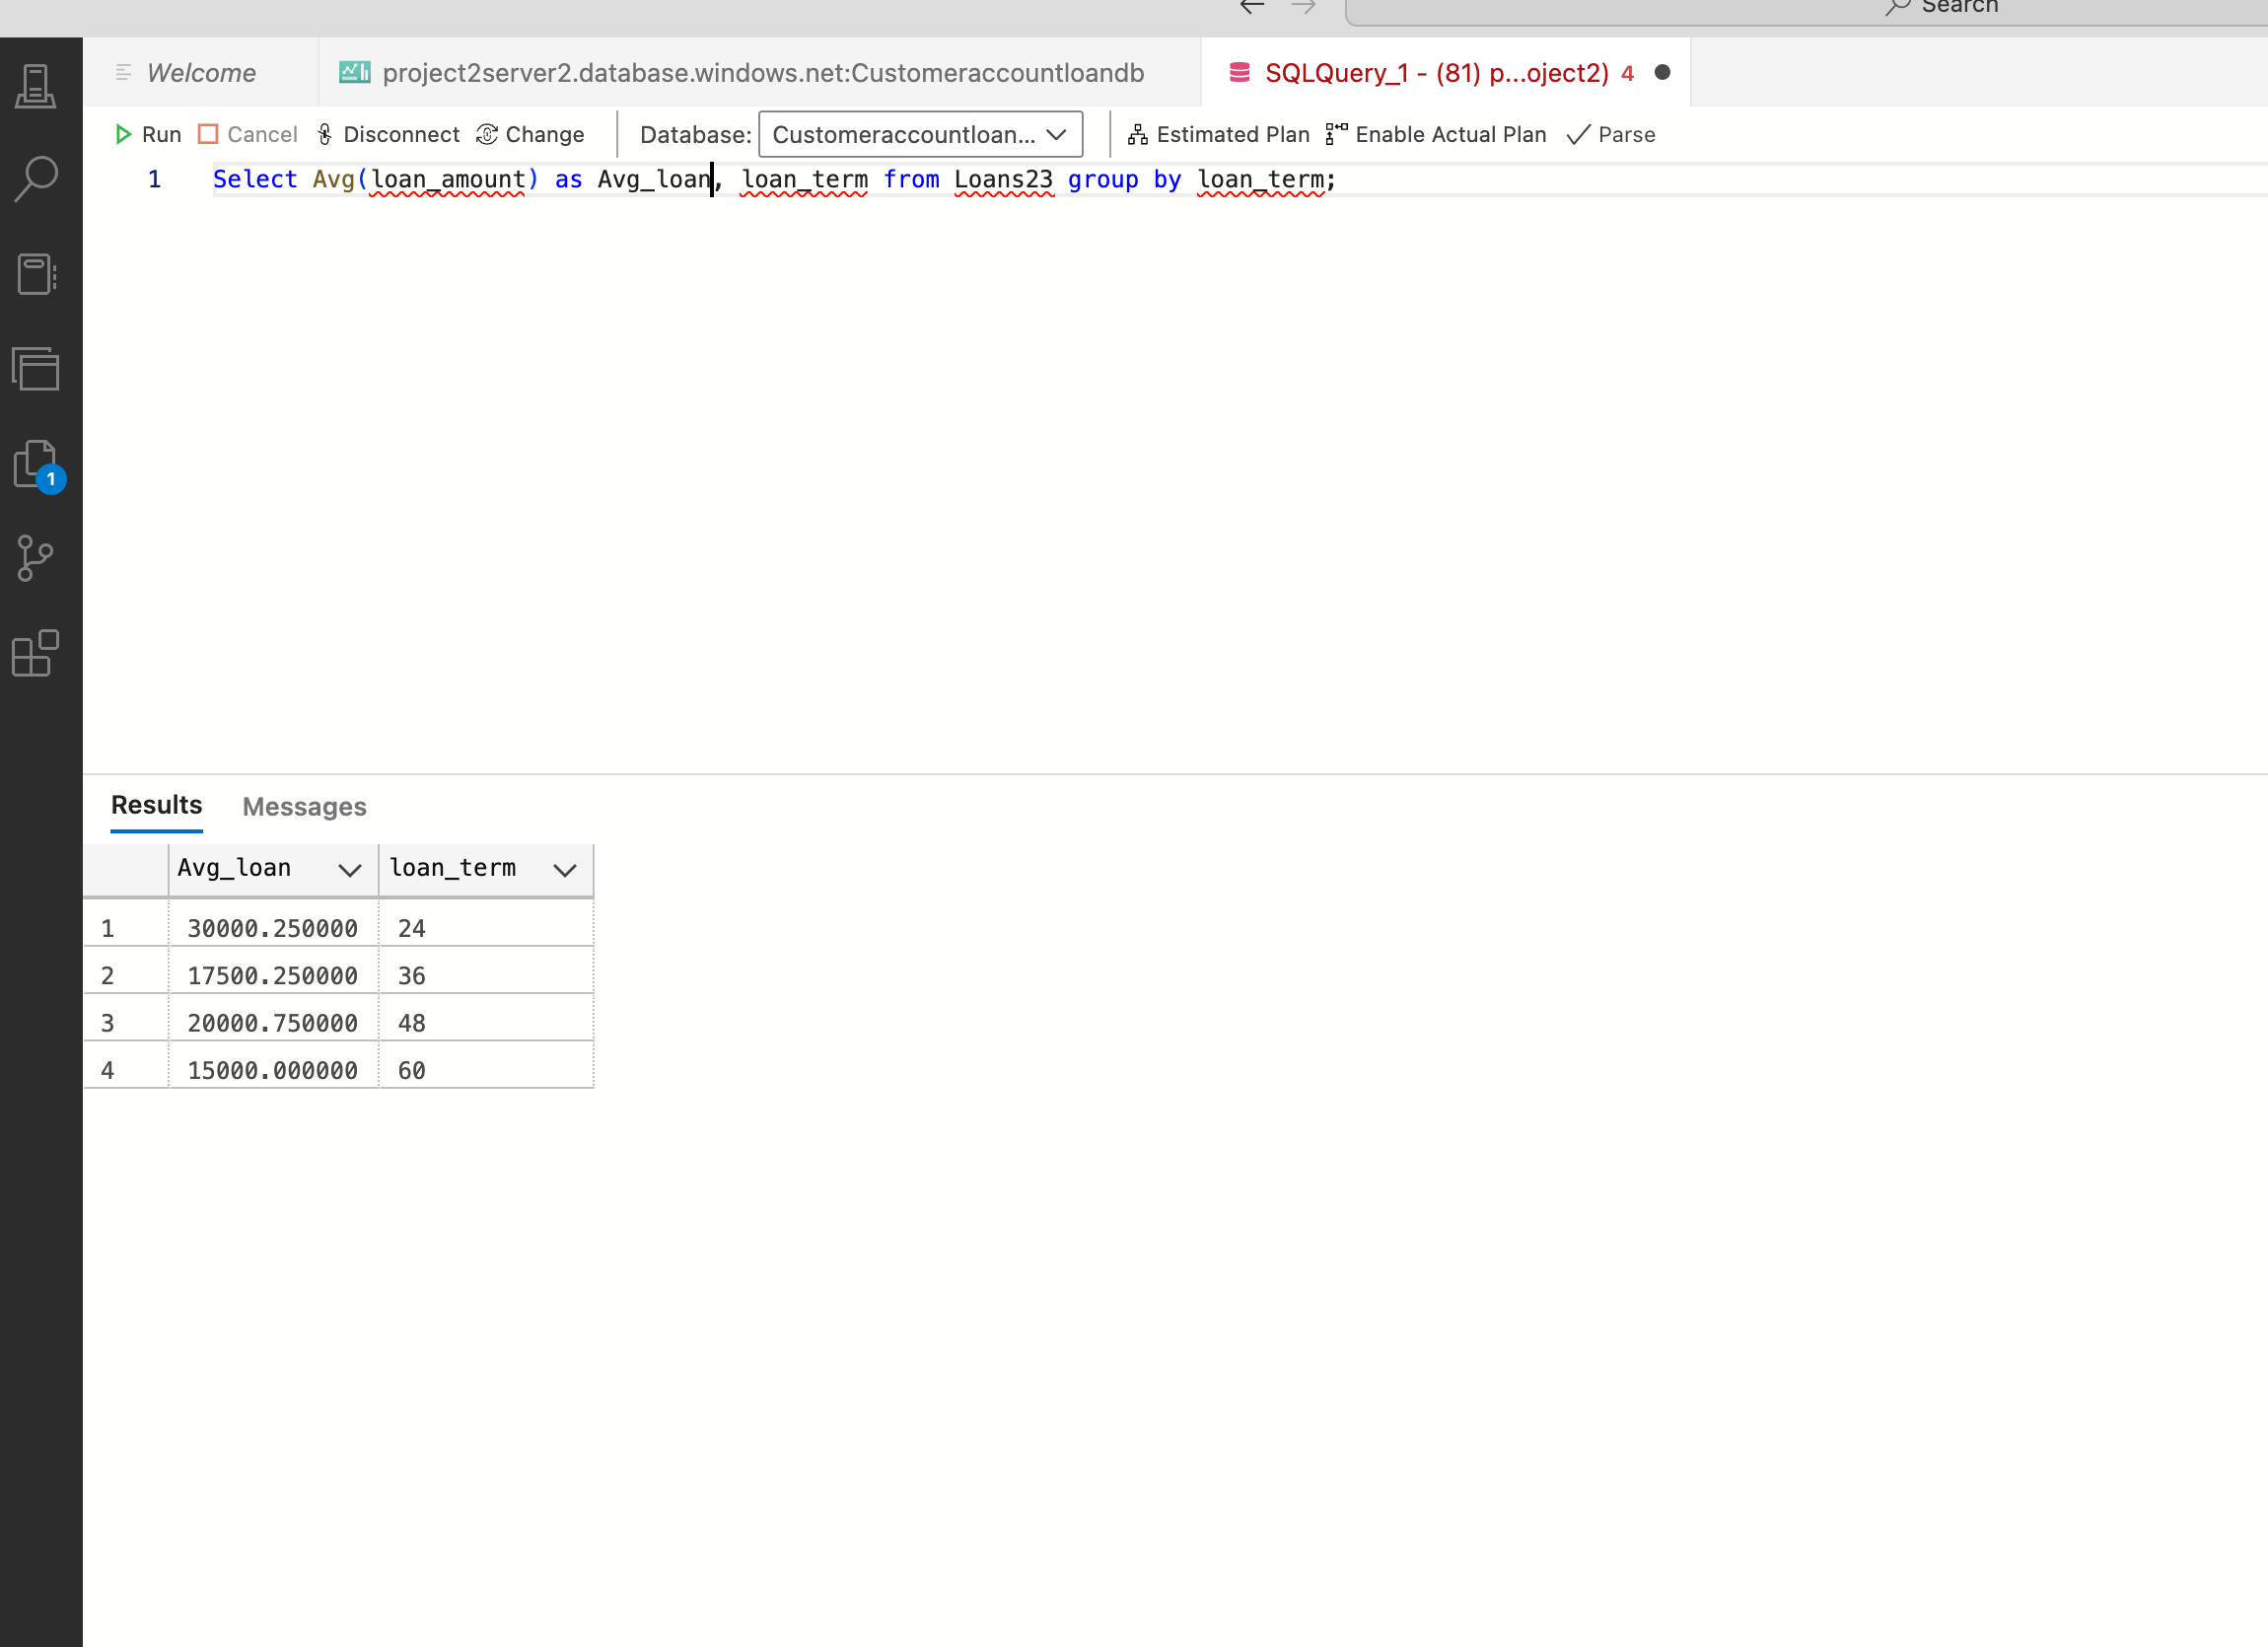 Search
Welcome
project2server2.database.windows.net:Customeraccountloandb
SQLQuery_1 - (81) p...oject2) 4
Run Cancel Disconnect Change Database: Customeraccountloan... Estimated Plan Enable Actual Plan Parse
1 Select Avg(loan_amount) as Avg_loan, loan_term from Loans23 group by loan_term;
1
Results Messages
Avg_loan loan_term
1 30000.250000 24
2 17500.250000 36
3 20000.750000 48
4 15000.000000 60